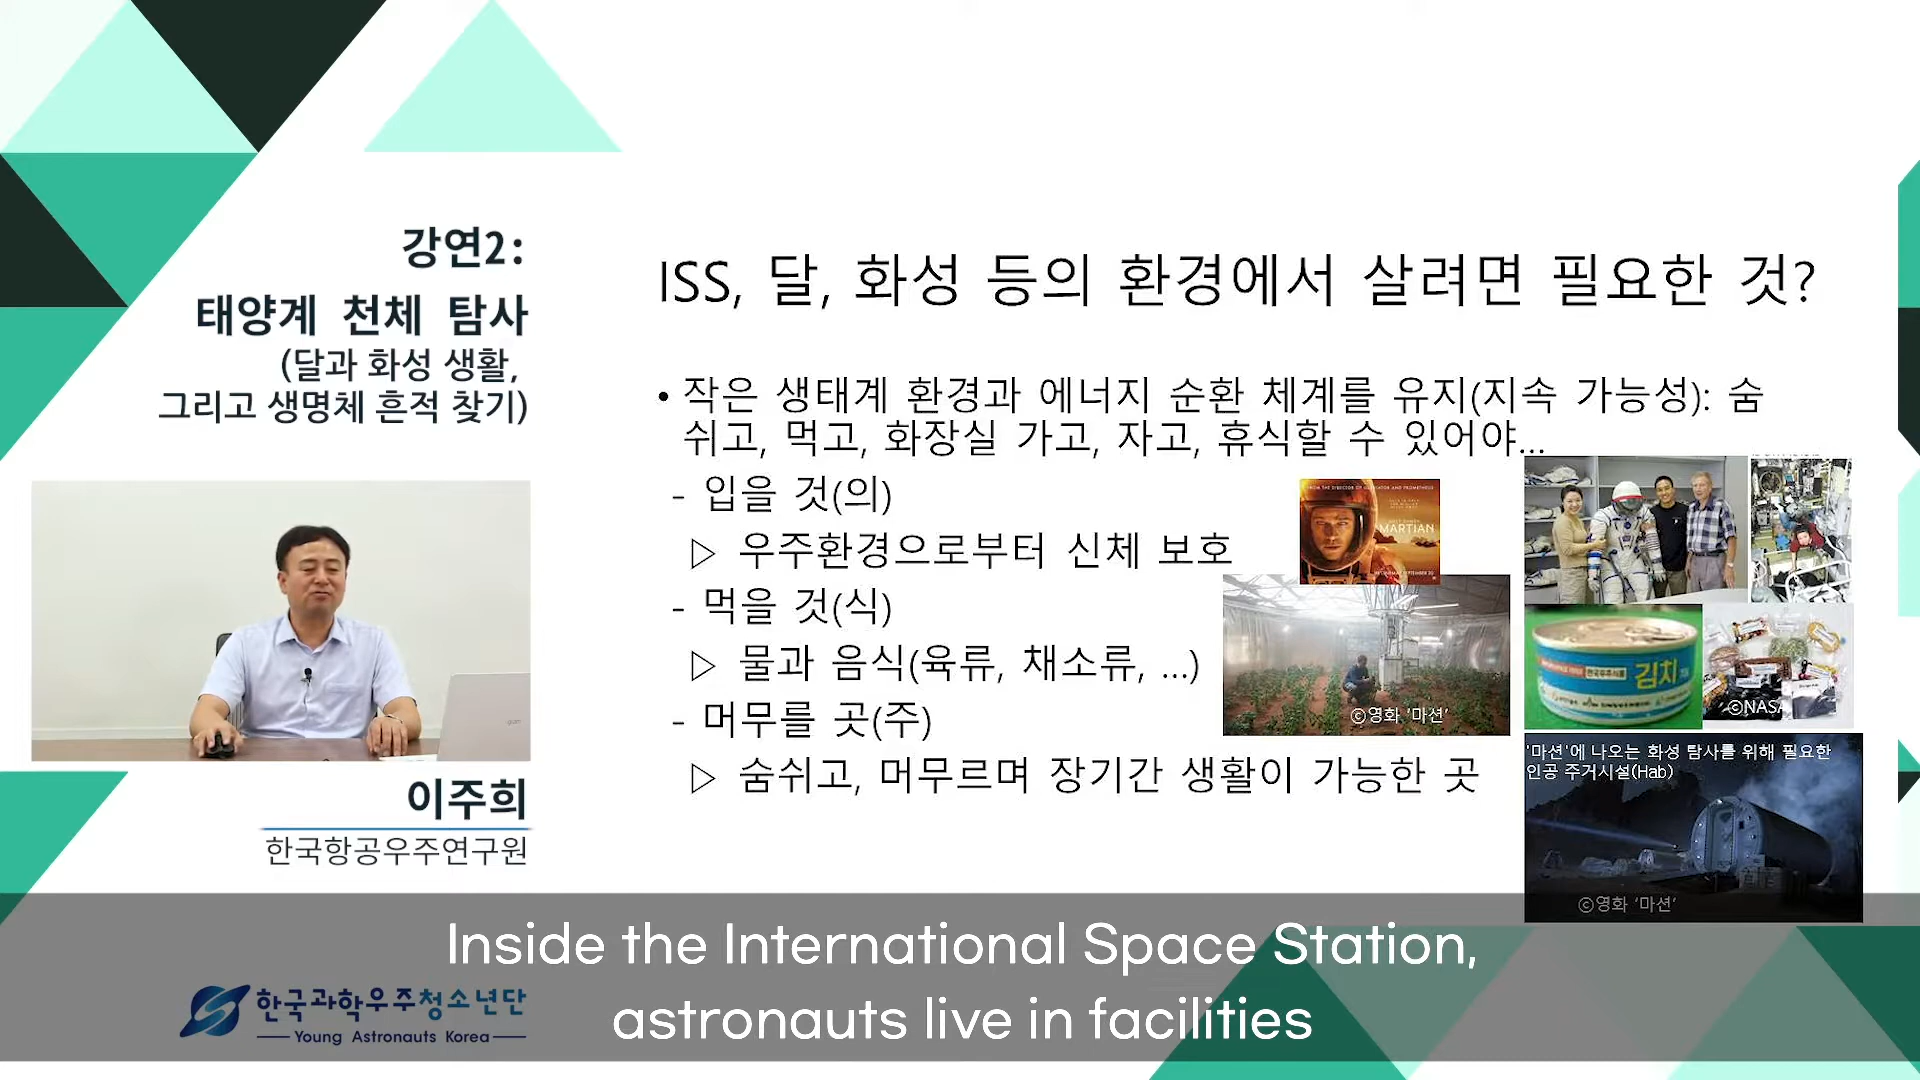 강연2:
태양계 천체 탐사
(달과 화성 생활,
그리고 생명체 흔적 찾기)
이주희
한국항공우주연구원
ISS, 달, 화성 등의 환경에서 살려면 필요한 것?
• 작은 생태계 환경과 에너지 순환 체계를 유지(지속 가능성): 숨
쉬고, 먹고, 화장실 가고, 자고, 휴식할 수 있어야...
- 입을 것(의)
▷ 우주환경으로부터 신체 보호
- 먹을 것(식)
▷ 물과 음식(육류, 채소류, ...)
- 머무를 곳(주)
▷ 숨쉬고, 머무르며 장기간 생활이 가능한 곳
MARTIAN
ⓒ영화 '마션'
김치
ⓒNASA
'마션'에 나오는 화성 탐사를 위해 필요한
인공 주거시설(Hab)
ⓒ영화 '마션'
Inside the International Space Station,
astronauts live in facilities
한국과학우주청소년단
Young Astronauts Korea